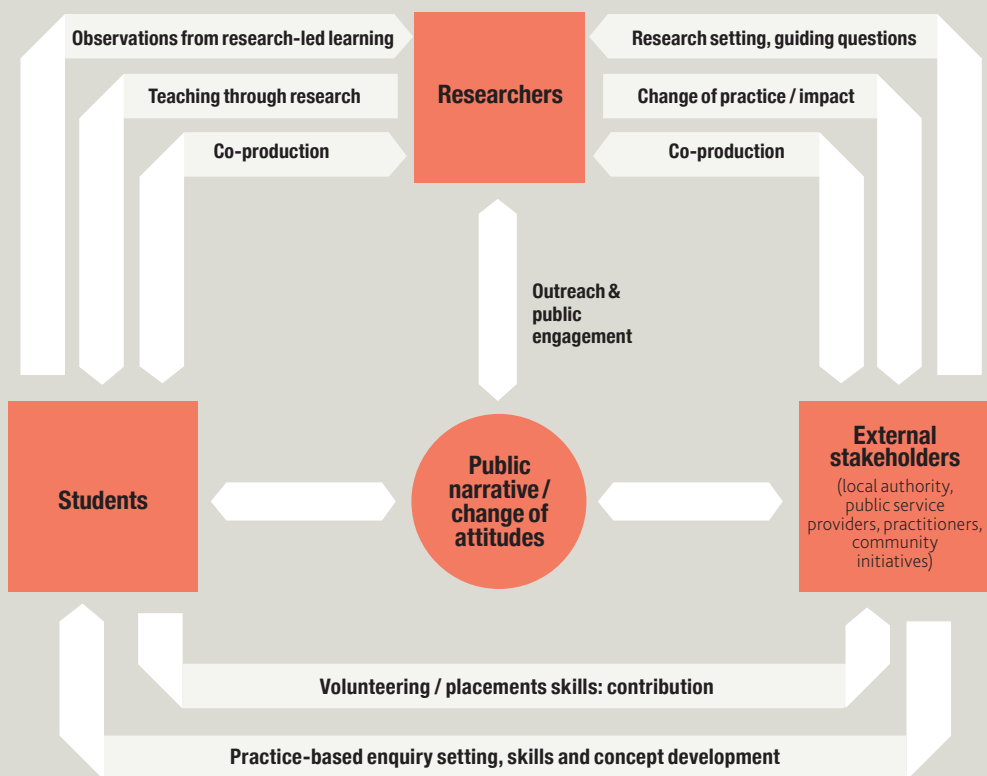 Observations from research-led learning
Teaching through research
Co-production
Researchers
Research setting, guiding questions
Change of practice / impact
Co-production
Outreach &
public
engagement
Students
Public
narrative /
change of
attitudes
External
stakeholders
(local authority,
public service
providers, practitioners,
community
initiatives)
Volunteering / placements skills: contribution
Practice-based enquiry setting, skills and concept development